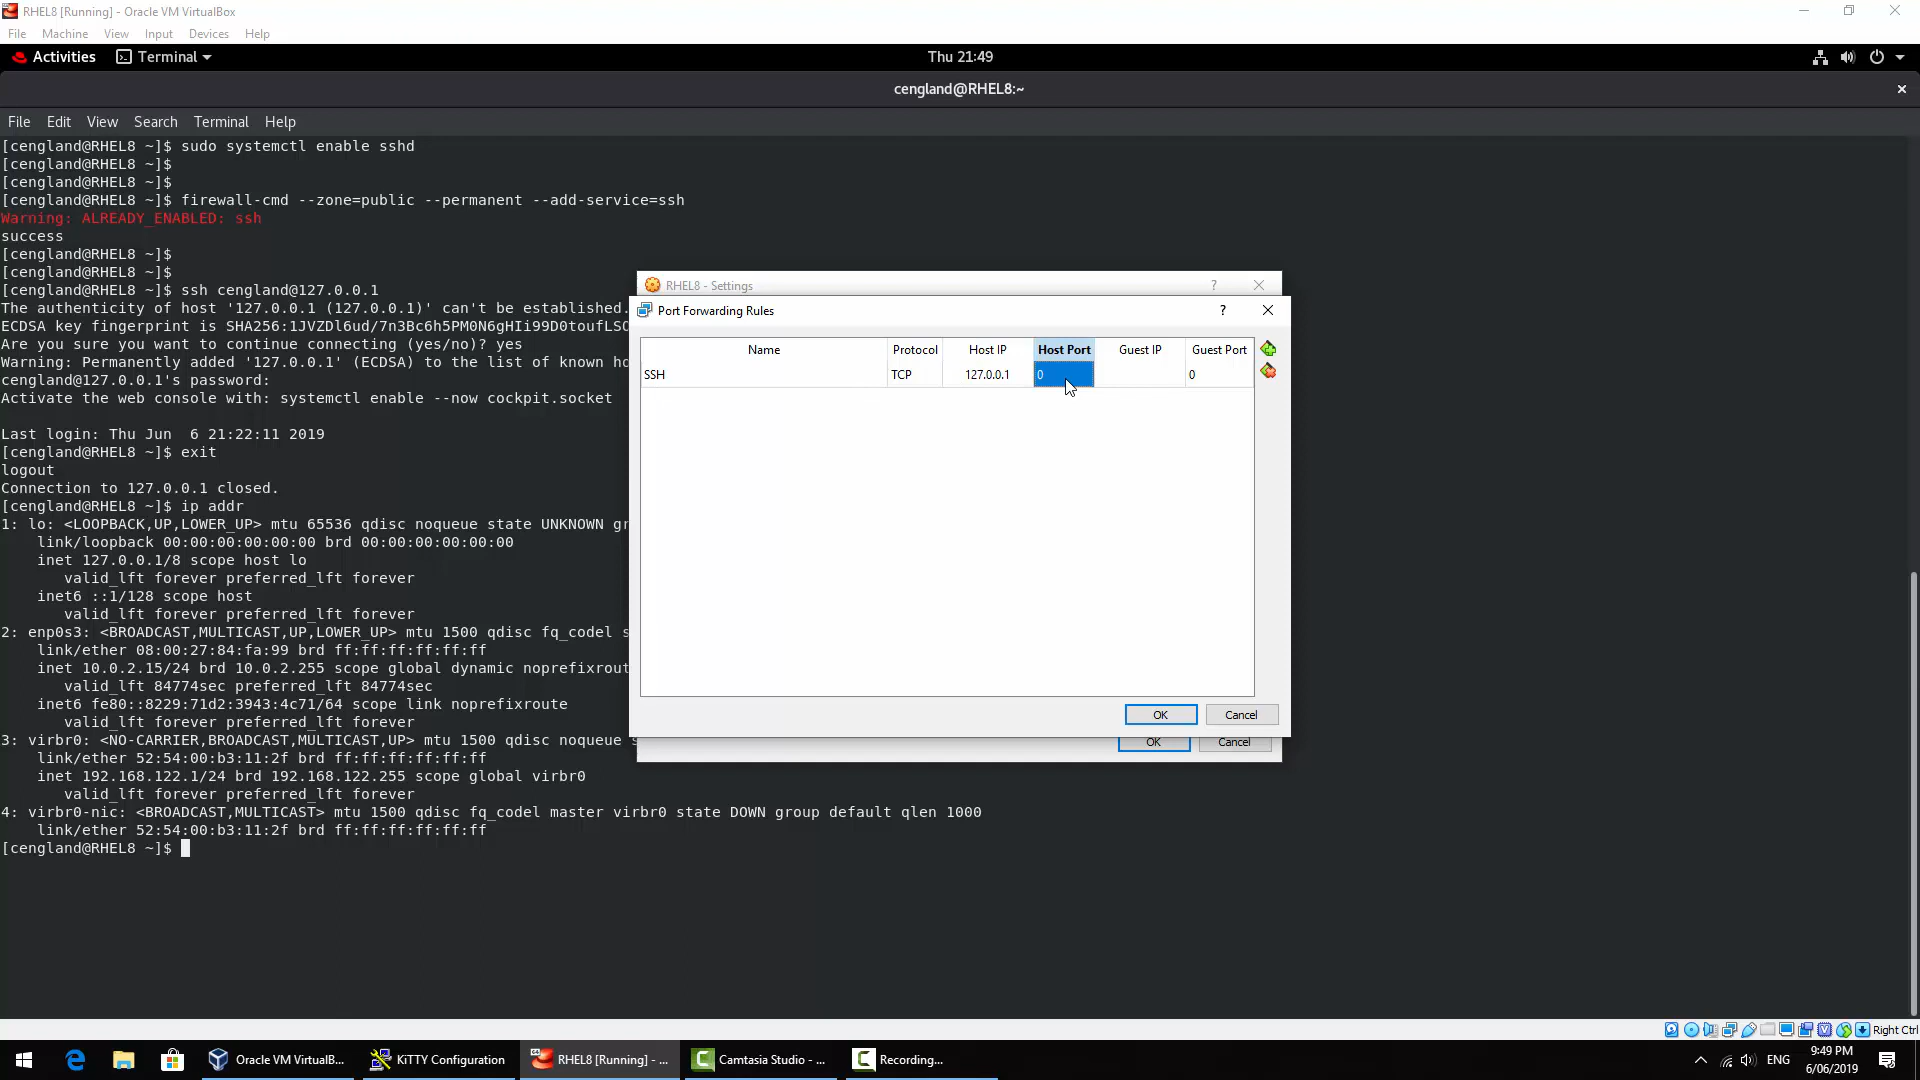 RHEL8 [Running] - Oracle VM VirtualBox
File Machine View Input Devices Help
Activities Terminal Thu 21:49
cengland@RHEL8:~
File Edit View Search Terminal Help
[cengland@RHEL8 ~]$ sudo systemctl enable sshd
[cengland@RHEL8 ~]$
[cengland@RHEL8 ~]$
[cengland@RHEL8 ~]$ firewall-cmd --zone=public --permanent --add-service=ssh
Warning: ALREADY_ENABLED: ssh
success
[cengland@RHEL8 ~]$
[cengland@RHEL8 ~]$
[cengland@RHEL8 ~]$ ssh cengland@127.0.0.1
The authenticity of host '127.0.0.1 (127.0.0.1)' can't be established.
ECDSA key fingerprint is SHA256:1JVZDl6ud/7n3Bc6h5PM0N6gHIi99D0toufLSC
Are you sure you want to continue connecting (yes/no)? yes
Warning: Permanently added '127.0.0.1' (ECDSA) to the list of known ho
cengland@127.0.0.1's password:
Activate the web console with: systemctl enable --now cockpit.socket
Last login: Thu Jun  6 21:22:11 2019
[cengland@RHEL8 ~]$ exit
logout
Connection to 127.0.0.1 closed.
[cengland@RHEL8 ~]$ ip addr
1: lo: <LOOPBACK,UP,LOWER_UP> mtu 65536 qdisc noqueue state UNKNOWN gr
link/loopback 00:00:00:00:00:00 brd 00:00:00:00:00:00
inet 127.0.0.1/8 scope host lo
valid_lft forever preferred_lft forever
inet6 ::1/128 scope host
valid_lft forever preferred_lft forever
2: enp0s3: <BROADCAST,MULTICAST,UP,LOWER_UP> mtu 1500 qdisc fq_codel s
link/ether 08:00:27:84:fa:99 brd ff:ff:ff:ff:ff:ff
inet 10.0.2.15/24 brd 10.0.2.255 scope global dynamic noprefixrout
valid_lft 84774sec preferred_lft 84774sec
inet6 fe80::8229:71d2:3943:4c71/64 scope link noprefixroute
valid_lft forever preferred_lft forever
3: virbr0: <NO-CARRIER,BROADCAST,MULTICAST,UP> mtu 1500 qdisc noqueue s
link/ether 52:54:00:b3:11:2f brd ff:ff:ff:ff:ff:ff
inet 192.168.122.1/24 brd 192.168.122.255 scope global virbr0
valid_lft forever preferred_lft forever
4: virbr0-nic: <BROADCAST,MULTICAST> mtu 1500 qdisc fq_codel master virbr0 state DOWN group default qlen 1000
link/ether 52:54:00:b3:11:2f brd ff:ff:ff:ff:ff:ff
[cengland@RHEL8 ~]$
RHEL8 - Settings
Port Forwarding Rules
Name Protocol Host IP Host Port Guest IP Guest Port
SSH TCP 127.0.0.1 0 0
OK Cancel
OK Cancel
Right Ctrl
Oracle VM VirtualB... KiTTY Configuration RHEL8 [Running] - ... Camtasia Studio - ... Recording... ENG 9:49 PM
6/06/2019